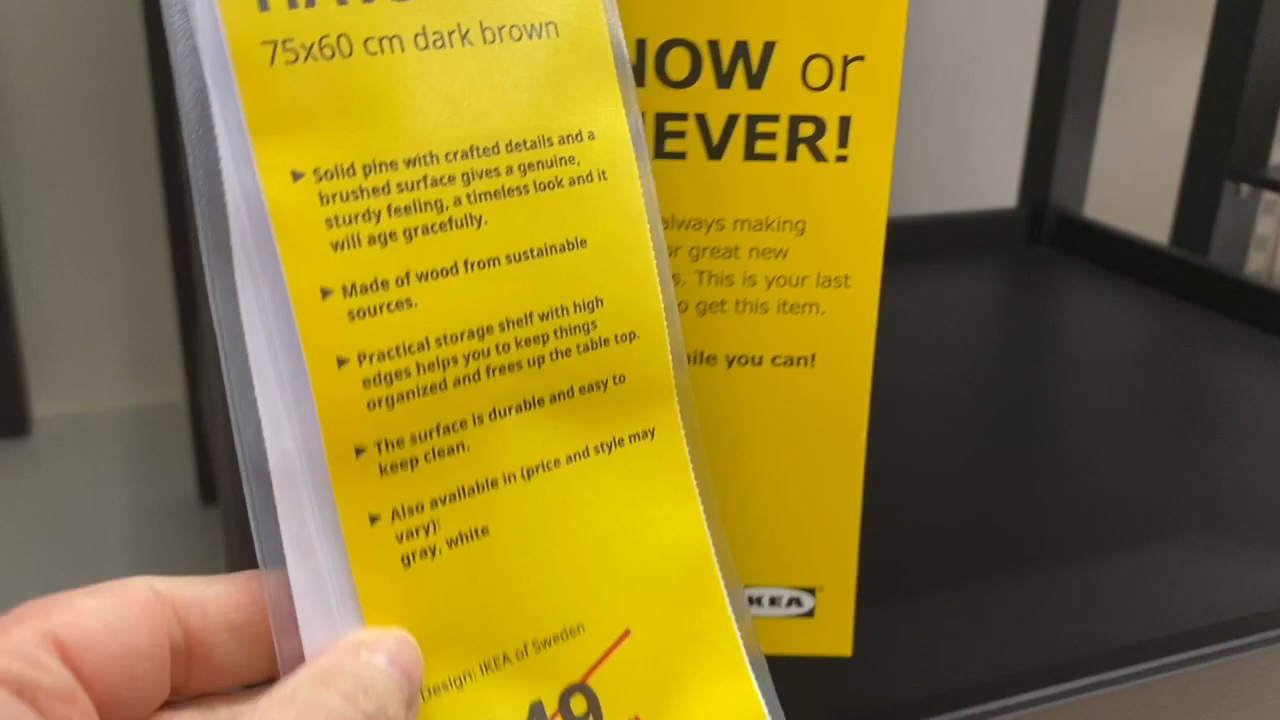 75x60 cm dark brown
► Solid pine with crafted details and a
brushed surface gives a genuine,
sturdy feeling, a timeless look and it
will age gracefully.
► Made of wood from sustainable
sources.
► Practical storage shelf with high
edges helps you to keep things
organized and frees up the table top.
► The surface is durable and easy to
keep clean.
► Also available in (price and style may
vary):
gray, white
Design: IKEA of Sweden
49
OW or
EVER!
always making
great new
This is your last
get this item.
you can!
IKEA